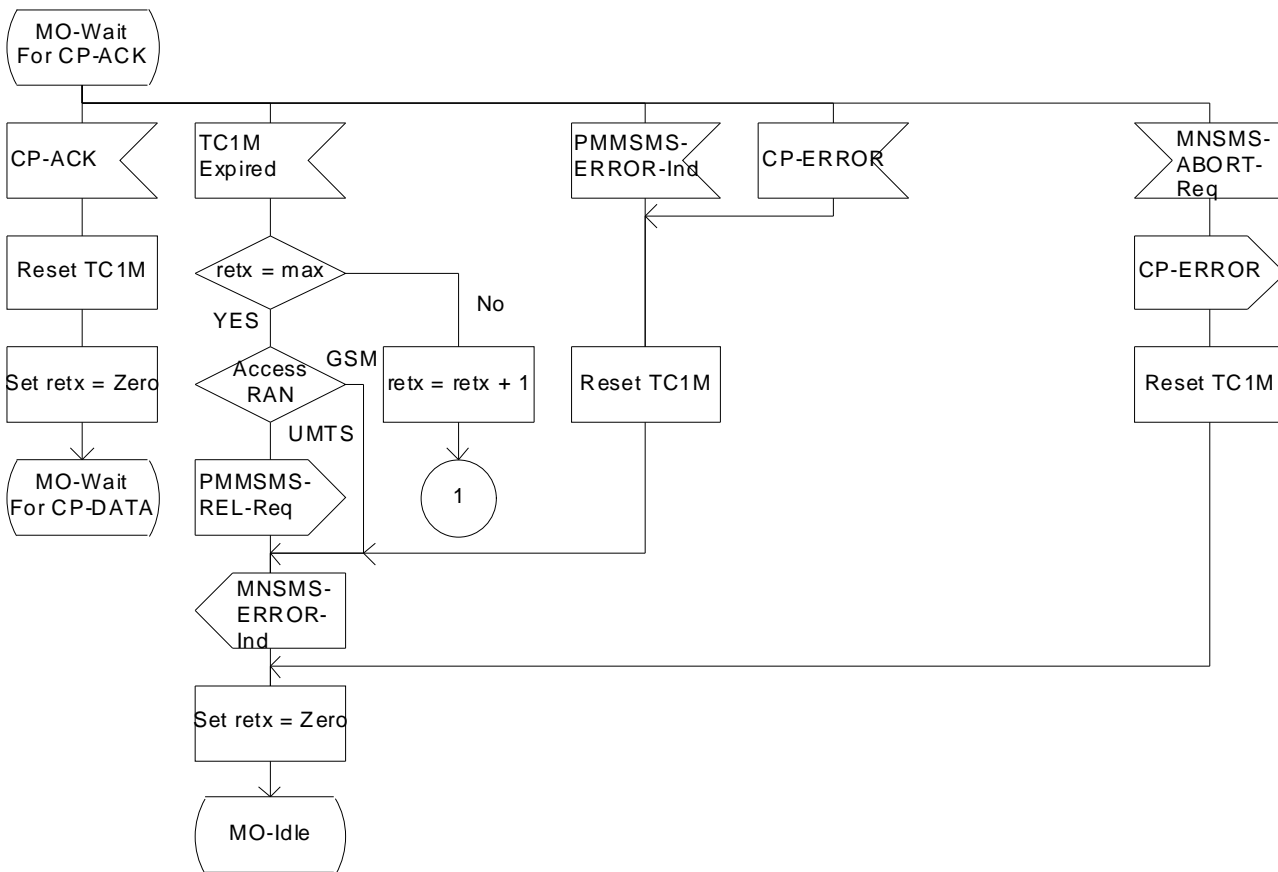 MO-Wait
For CP-ACK
CP-ACK
TC1M
Expired
PMMSMS-
ERROR-Ind
CP-ERROR
MNSMS-
ABORT-
Req
Reset TC1M
retx = max
CP-ERROR
No
YES
Set retx = Zero
Access
RAN
GSM
retx = retx + 1
Reset TC1M
Reset TC1M
UMTS
MO-Wait
For CP-DATA
PMMSMS-
REL-Req
1
MNSMS-
ERROR-
Ind
Set retx = Zero
MO-Idle